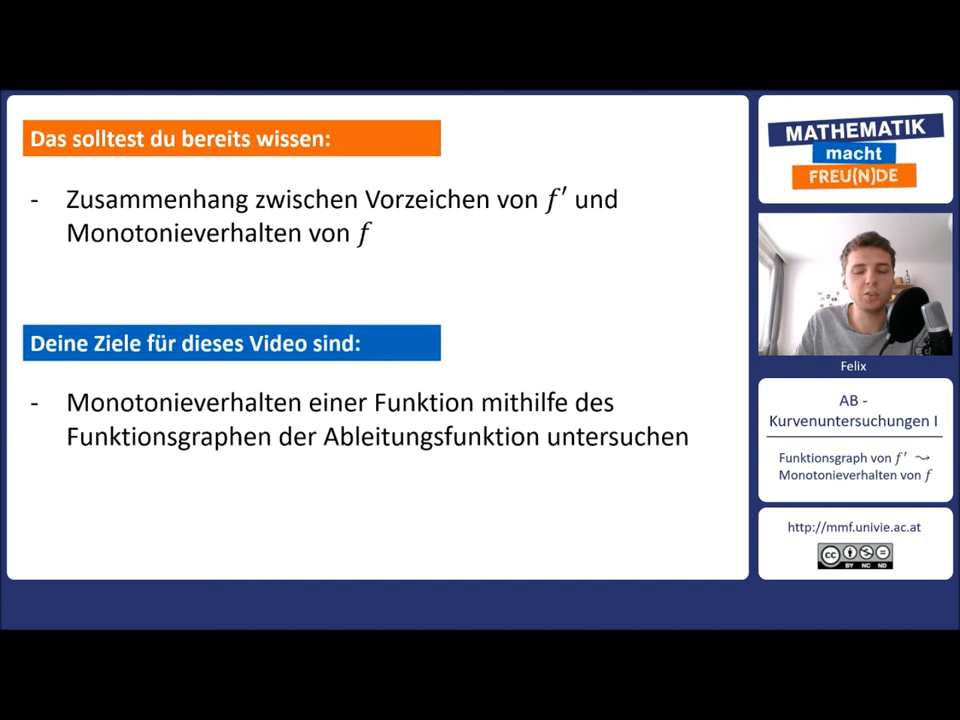 Das solltest du bereits wissen:
- Zusammenhang zwischen Vorzeichen von f′ und
Monotonieverhalten von f
Deine Ziele für dieses Video sind:
- Monotonieverhalten einer Funktion mithilfe des
Funktionsgraphen der Ableitungsfunktion untersuchen
MATHEMATIK
macht
FREU(N)DE
Felix
AB -
Kurvenuntersuchungen I
Funktionsgraph von f′ ⤳
Monotonieverhalten von f
http://mmf.univie.ac.at
cc
BY NC ND